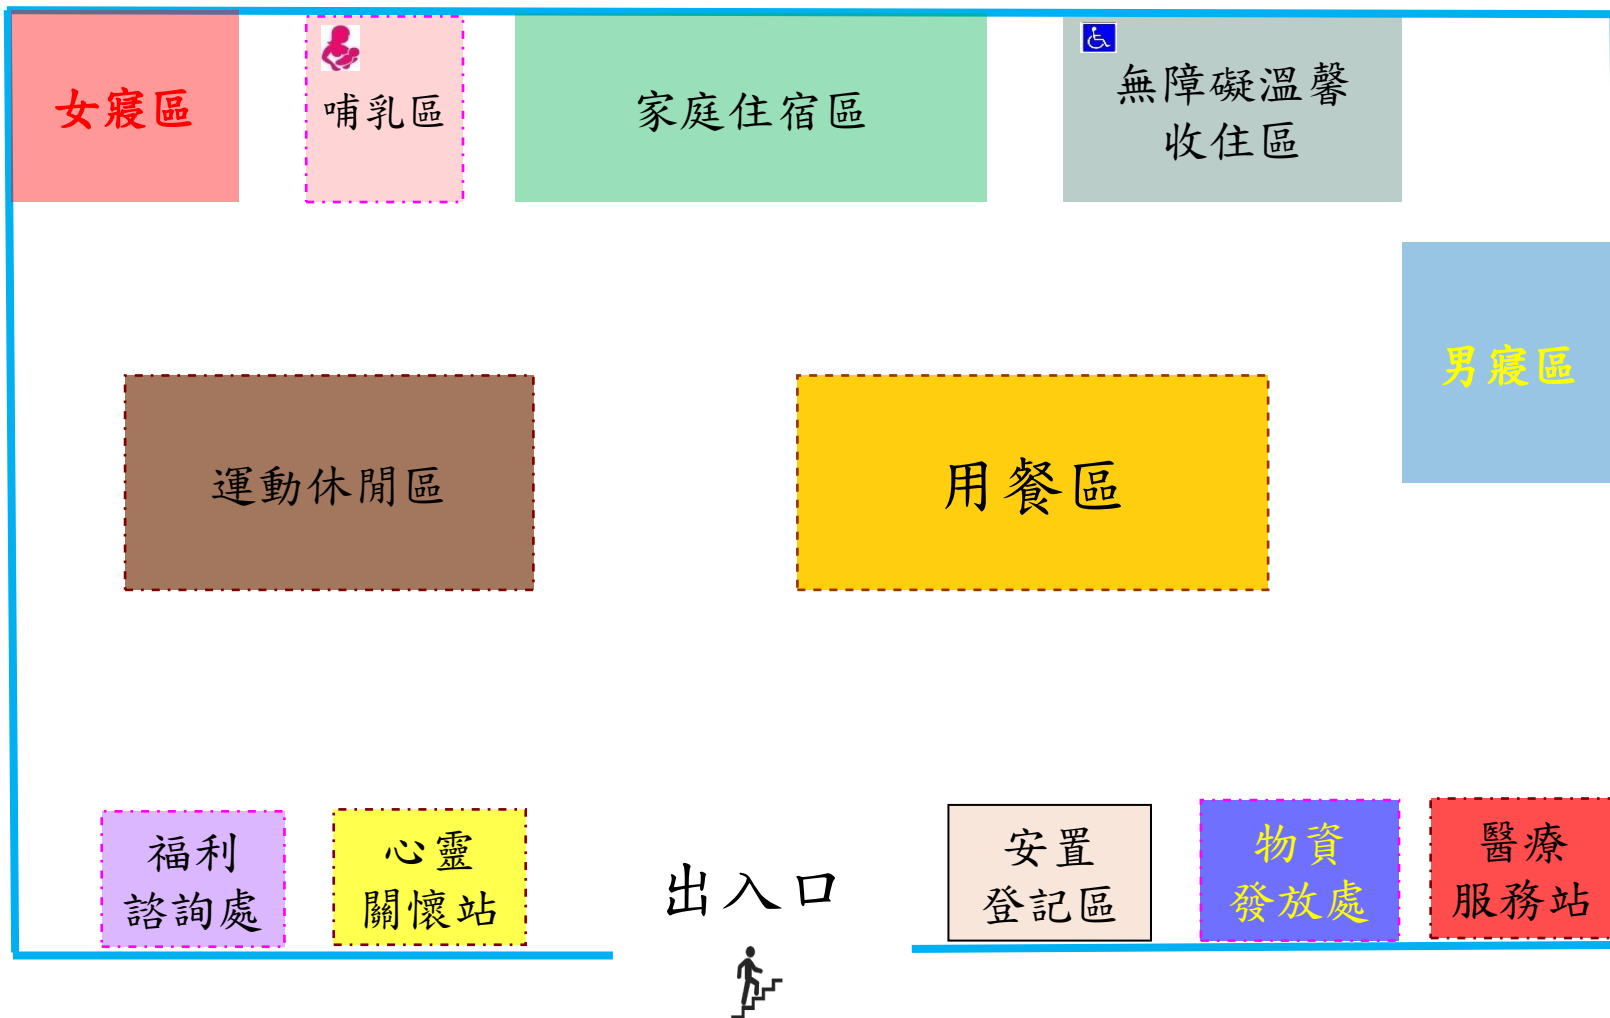 女寢區
哺乳區
家庭住宿區
無障礙溫馨
收住區
男寢區
運動休閒區
用餐區
福利
諮詢處
心靈
關懷站
出入口
安置
登記區
物資
發放處
醫療
服務站